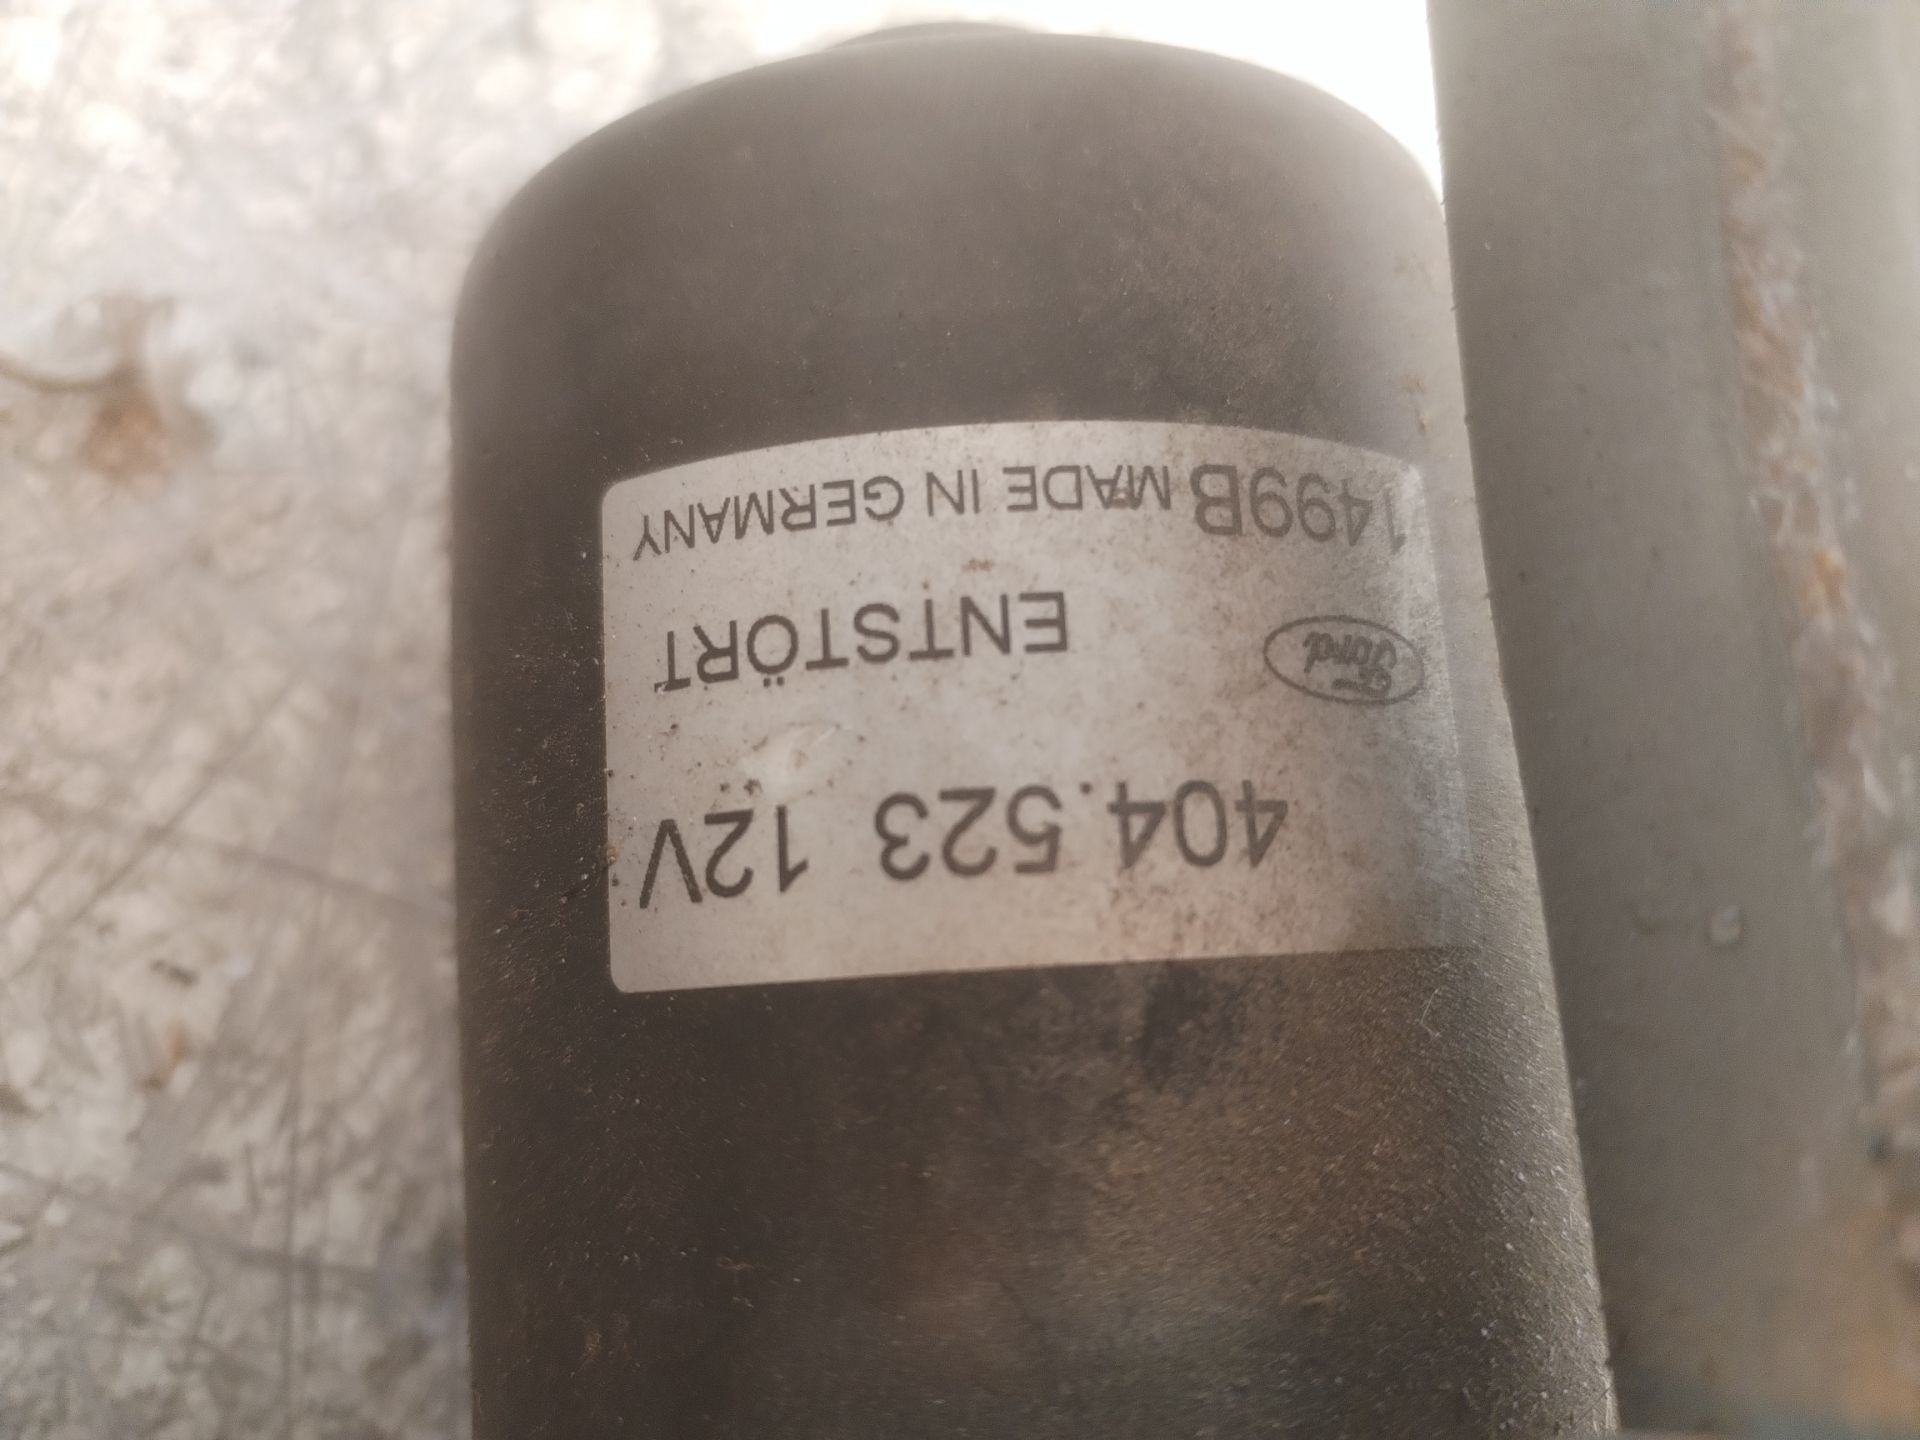 404.523 12V
Ford ENTSTÖRT
1499B MADE IN GERMANY